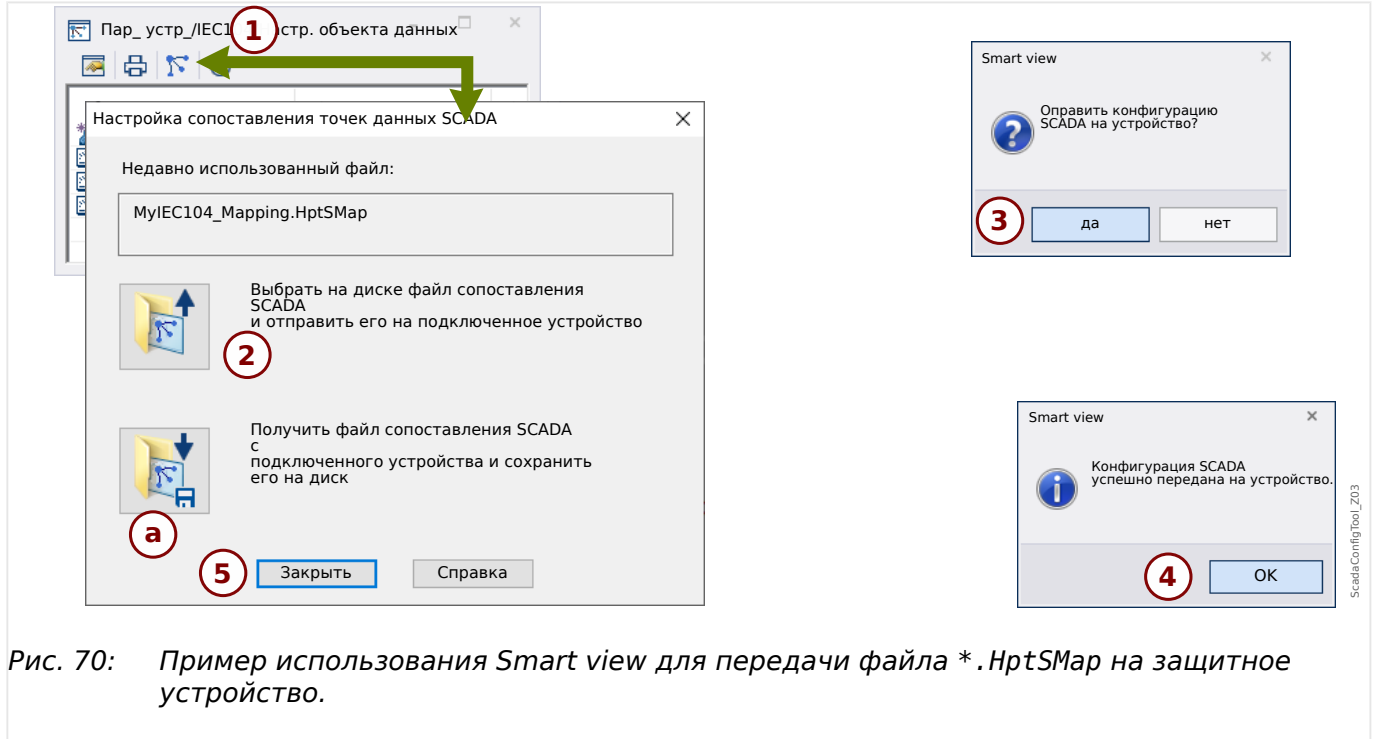 Пар_ устр_/IEC1 1 стр. объекта данных
Настройка сопоставления точек данных SCADA
Недавно использованный файл:
MyIEC104_Mapping.HptSMap
Выбрать на диске файл сопоставления
SCADA
и отправить его на подключенное устройство
2
Получить файл сопоставления SCADA
с
подключенного устройства и сохранить
его на диск
a
5
Закрыть
Справка
Smart view
Оправить конфигурацию
SCADA на устройство?
3
да
нет
Smart view
Конфигурация SCADA
успешно передана на устройство.
4
OK
ScadaConfigTool_Z03
Рис. 70: Пример использования Smart view для передачи файла *.HptSMap на защитное
устройство.